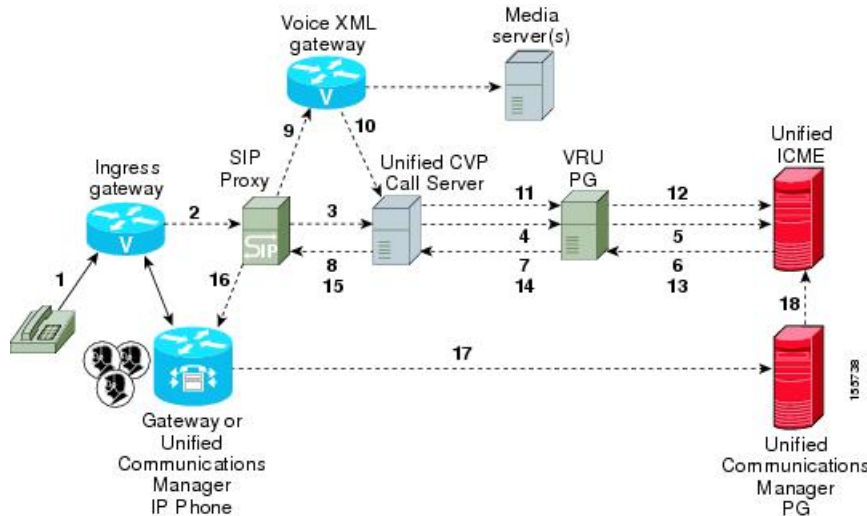 Voice XML
gateway
Media
server(s)
9
10
Ingress
gateway
SIP
Proxy
Unified CVP
Call Server
VRU
PG
Unified
ICME
V
V
SIP
1
2
3
11
12
4
5
8
7
6
15
14
13
16
17
18
Gateway or
Unified
Communications
Manager
IP Phone
Unified
Communications
Manager
PG
155738